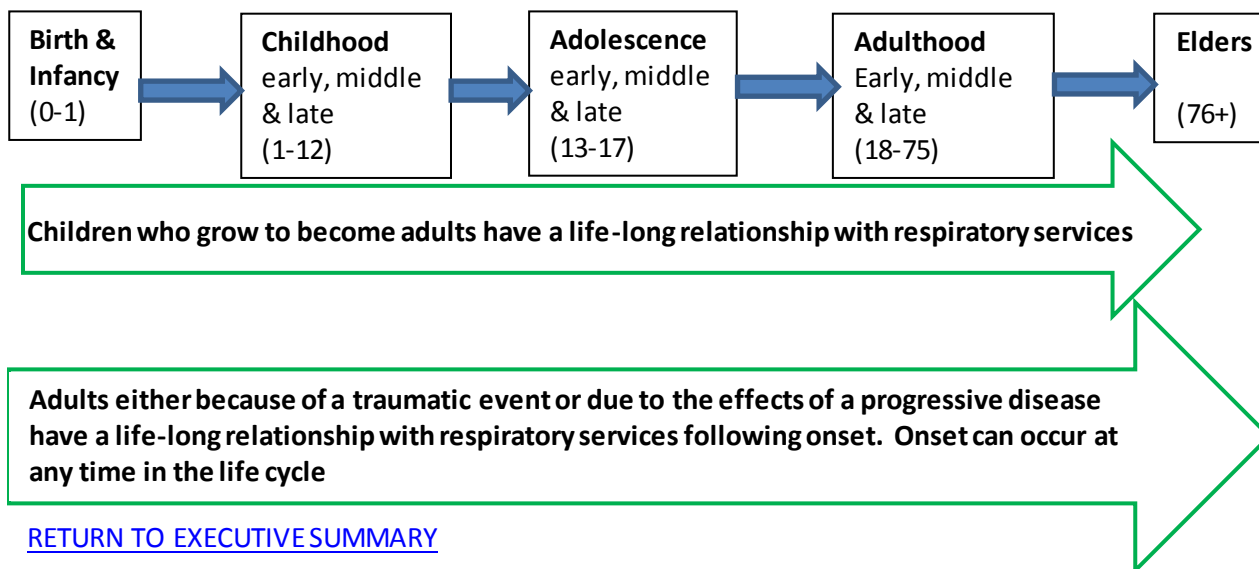 Birth &
Infancy
(0-1)
Childhood
early, middle
& late
(1-12)
Adolescence
early, middle
& late
(13-17)
Adulthood
Early, middle
& late
(18-75)
Elders
(76+)
Children who grow to become adults have a life-long relationship with respiratory services
Adults either because of a traumatic event or due to the effects of a progressive disease
have a life-long relationship with respiratory services following onset. Onset can occur at
any time in the life cycle
RETURN TO EXECUTIVE SUMMARY